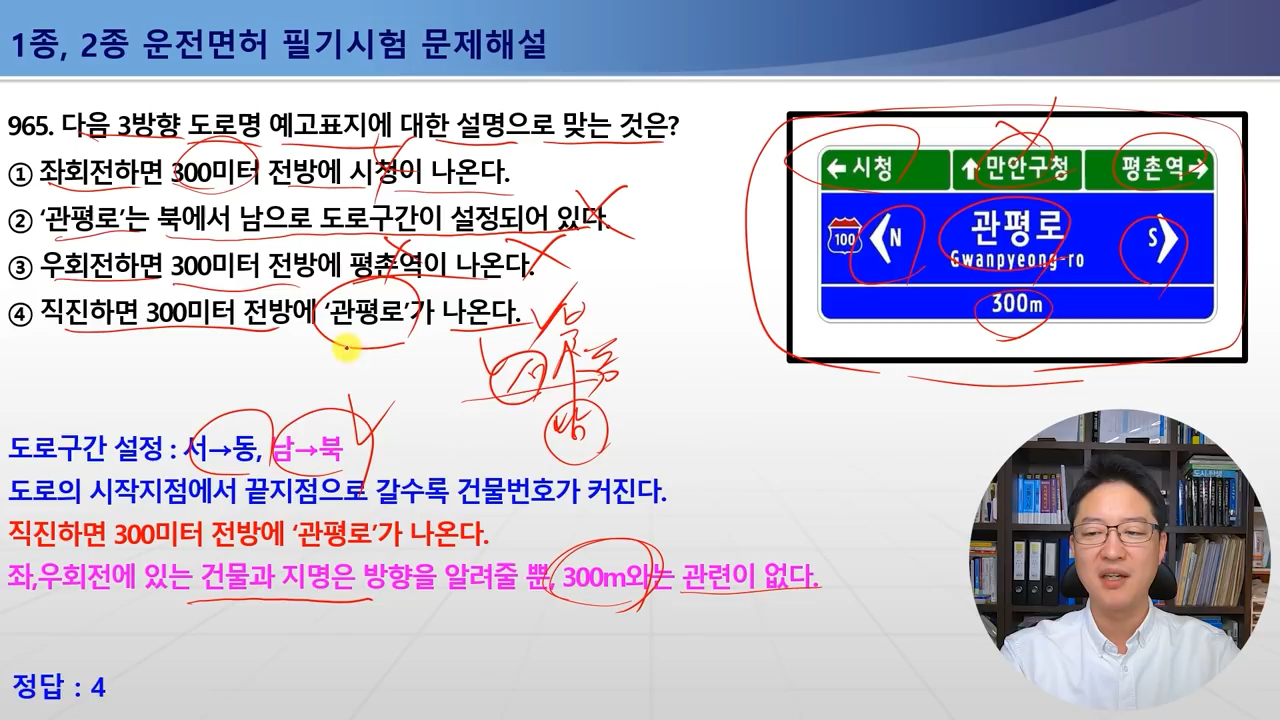 1종, 2종 운전면허 필기시험 문제해설
965. 다음 3방향 도로명 예고표지에 대한 설명으로 맞는 것은?
① 좌회전하면 300미터 전방에 시청이 나온다.
② ‘관평로’는 북에서 남으로 도로구간이 설정되어 있다.
③ 우회전하면 300미터 전방에 평촌역이 나온다.
④ 직진하면 300미터 전방에 ‘관평로’가 나온다.
← 시청 ↑ 만안구청 평촌역 →
100 N 관평로 S
Gwanpyeong-ro
300m
북
서 동
남
도로구간 설정 : 서→동, 남→북
도로의 시작지점에서 끝지점으로 갈수록 건물번호가 커진다.
직진하면 300미터 전방에 ‘관평로’가 나온다.
좌,우회전에 있는 건물과 지명은 방향을 알려줄 뿐, 300m와는 관련이 없다.
정답 : 4